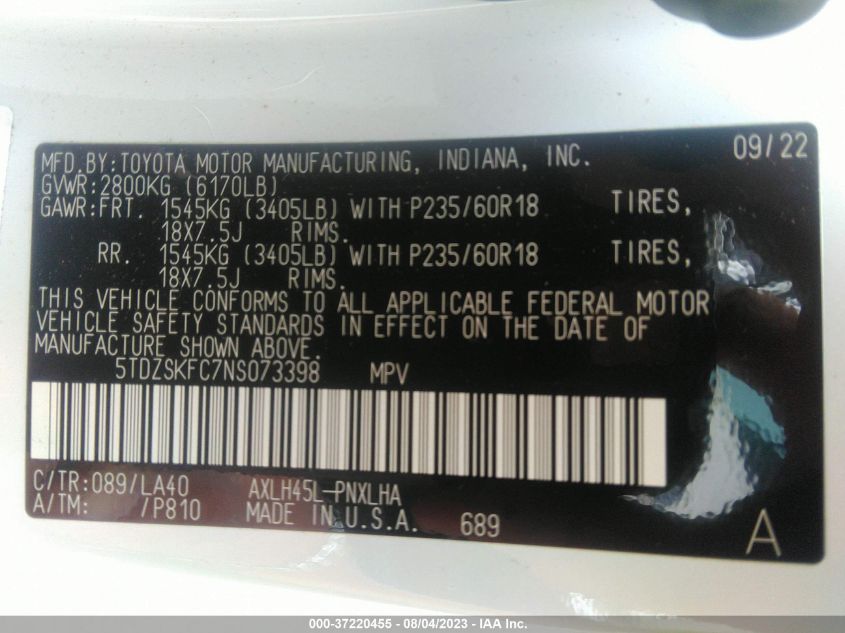 MFD. BY: TOYOTA MOTOR MANUFACTURING, INDIANA, INC. 09/22
GVWR: 2800KG (6170LB)
GAWR: FRT. 1545KG (3405LB) WITH P235/60R18 TIRES,
18X7.5J RIMS.
RR. 1545KG (3405LB) WITH P235/60R18 TIRES,
18X7.5J RIMS.
THIS VEHICLE CONFORMS TO ALL APPLICABLE FEDERAL MOTOR
VEHICLE SAFETY STANDARDS IN EFFECT ON THE DATE OF
MANUFACTURE SHOWN ABOVE.
5TDZSKFC7NS073398 MPV
C/TR: 089/LA40 AXLH45L-PNXLHA
A/TM: /P810 MADE IN U.S.A. 689
A
000-37220455 - 08/04/2023 - IAA Inc.